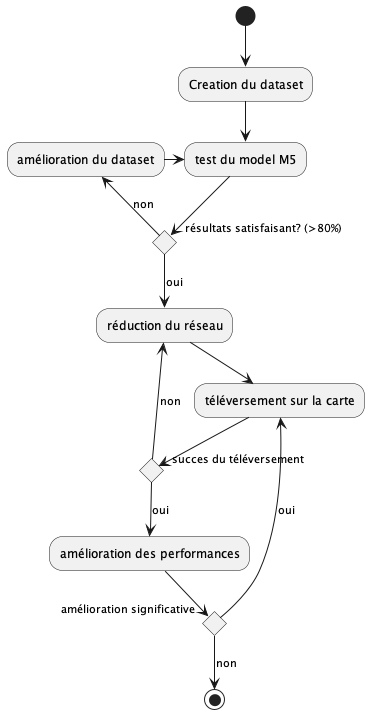 Creation du dataset
amélioration du dataset
test du model M5
non
résultats satisfaisant? (>80%)
oui
réduction du réseau
téléversement sur la carte
non
succes du téléversement
oui
oui
amélioration des performances
amélioration significative
non